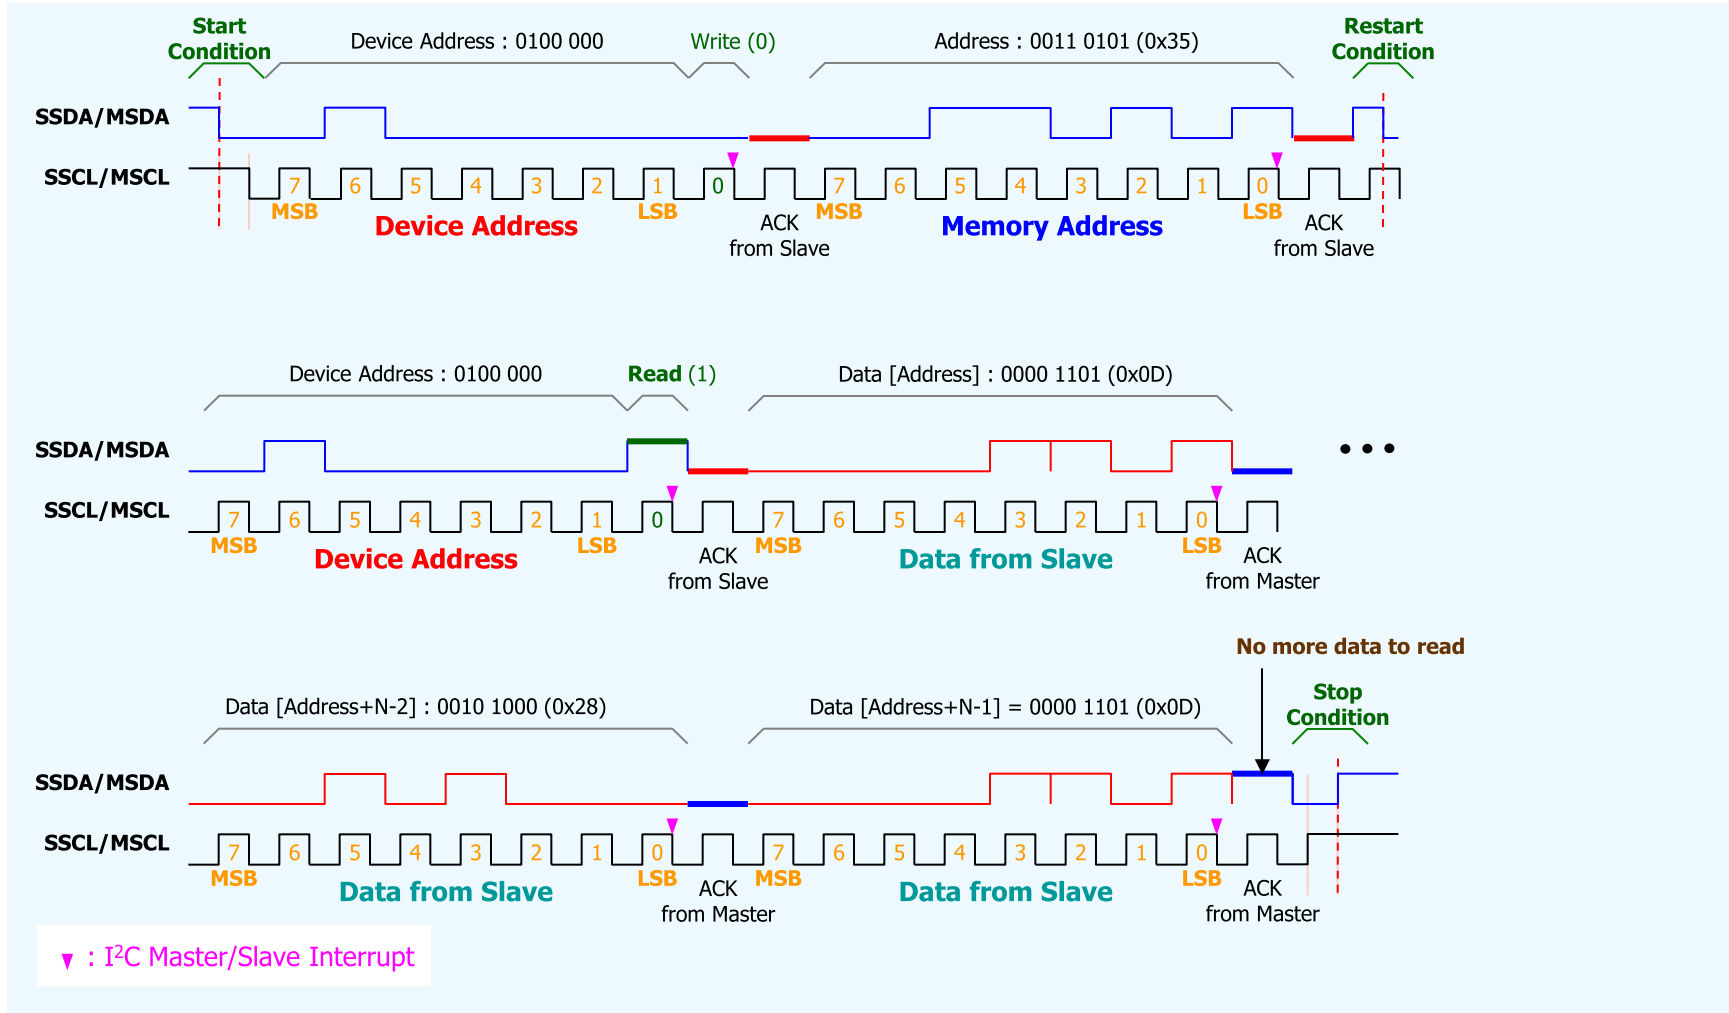 Start
Condition
Device Address : 0100 000
Write (0)
Address : 0011 0101 (0x35)
Restart
Condition
SSDA/MSDA
SSCL/MSCL
7 6 5 4 3 2 1 0 7 6 5 4 3 2 1 0
MSB LSB MSB LSB
Device Address
ACK
from Slave
Memory Address
ACK
from Slave
Device Address : 0100 000
Read (1)
Data [Address] : 0000 1101 (0x0D)
SSDA/MSDA
•••
SSCL/MSCL
7 6 5 4 3 2 1 0 7 6 5 4 3 2 1 0
MSB LSB MSB LSB
Device Address
ACK
from Slave
Data from Slave
ACK
from Master
No more data to read
Data [Address+N-2] : 0010 1000 (0x28)
Data [Address+N-1] = 0000 1101 (0x0D)
Stop
Condition
SSDA/MSDA
SSCL/MSCL
7 6 5 4 3 2 1 0 7 6 5 4 3 2 1 0
MSB LSB MSB LSB
Data from Slave
ACK
from Master
Data from Slave
ACK
from Master
: I²C Master/Slave Interrupt